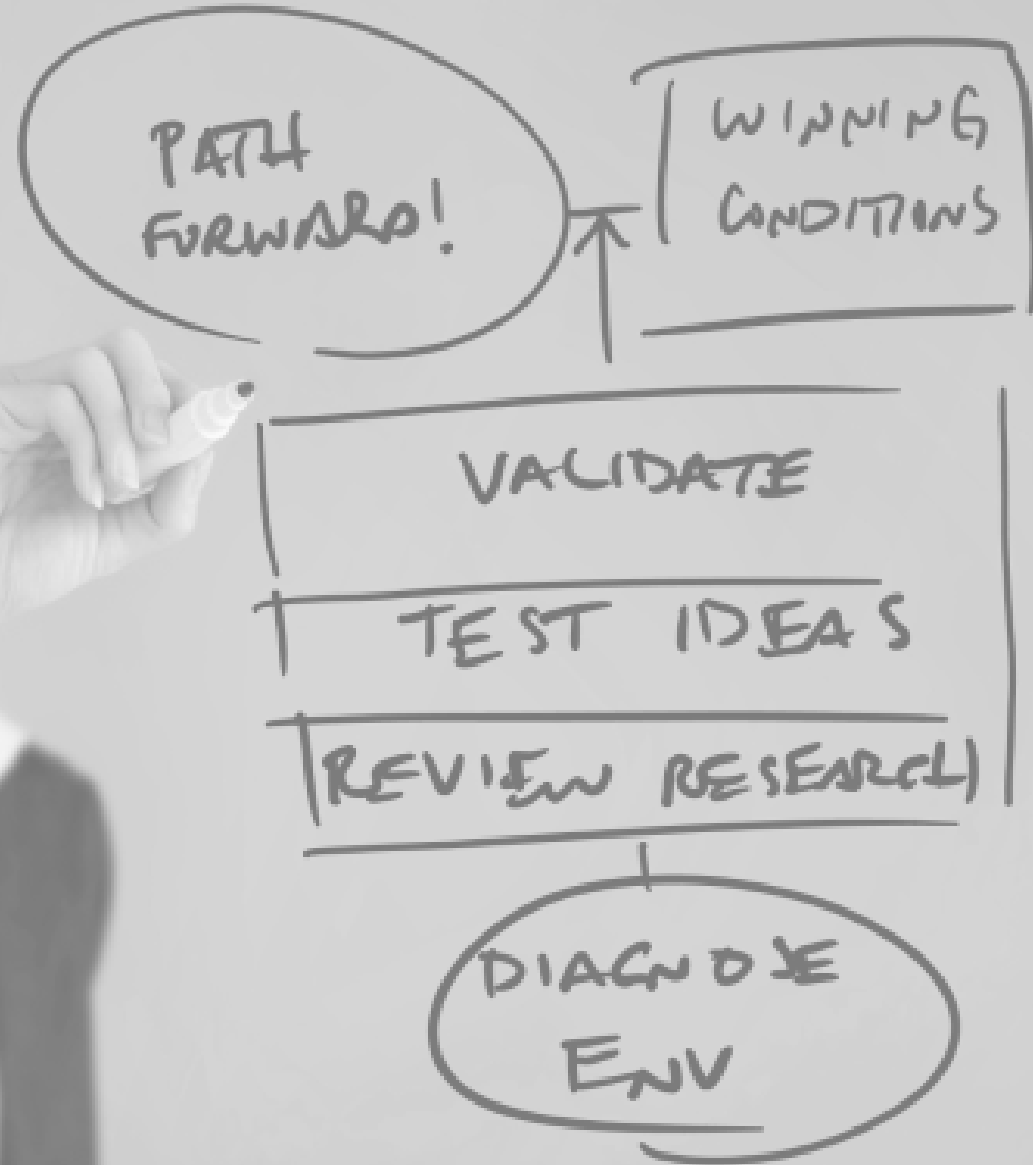 PATH
FORWARD!
WINNING
CONDITIONS
VALIDATE
TEST IDEAS
REVIEW RESEARCH
DIAGNOSE
ENV